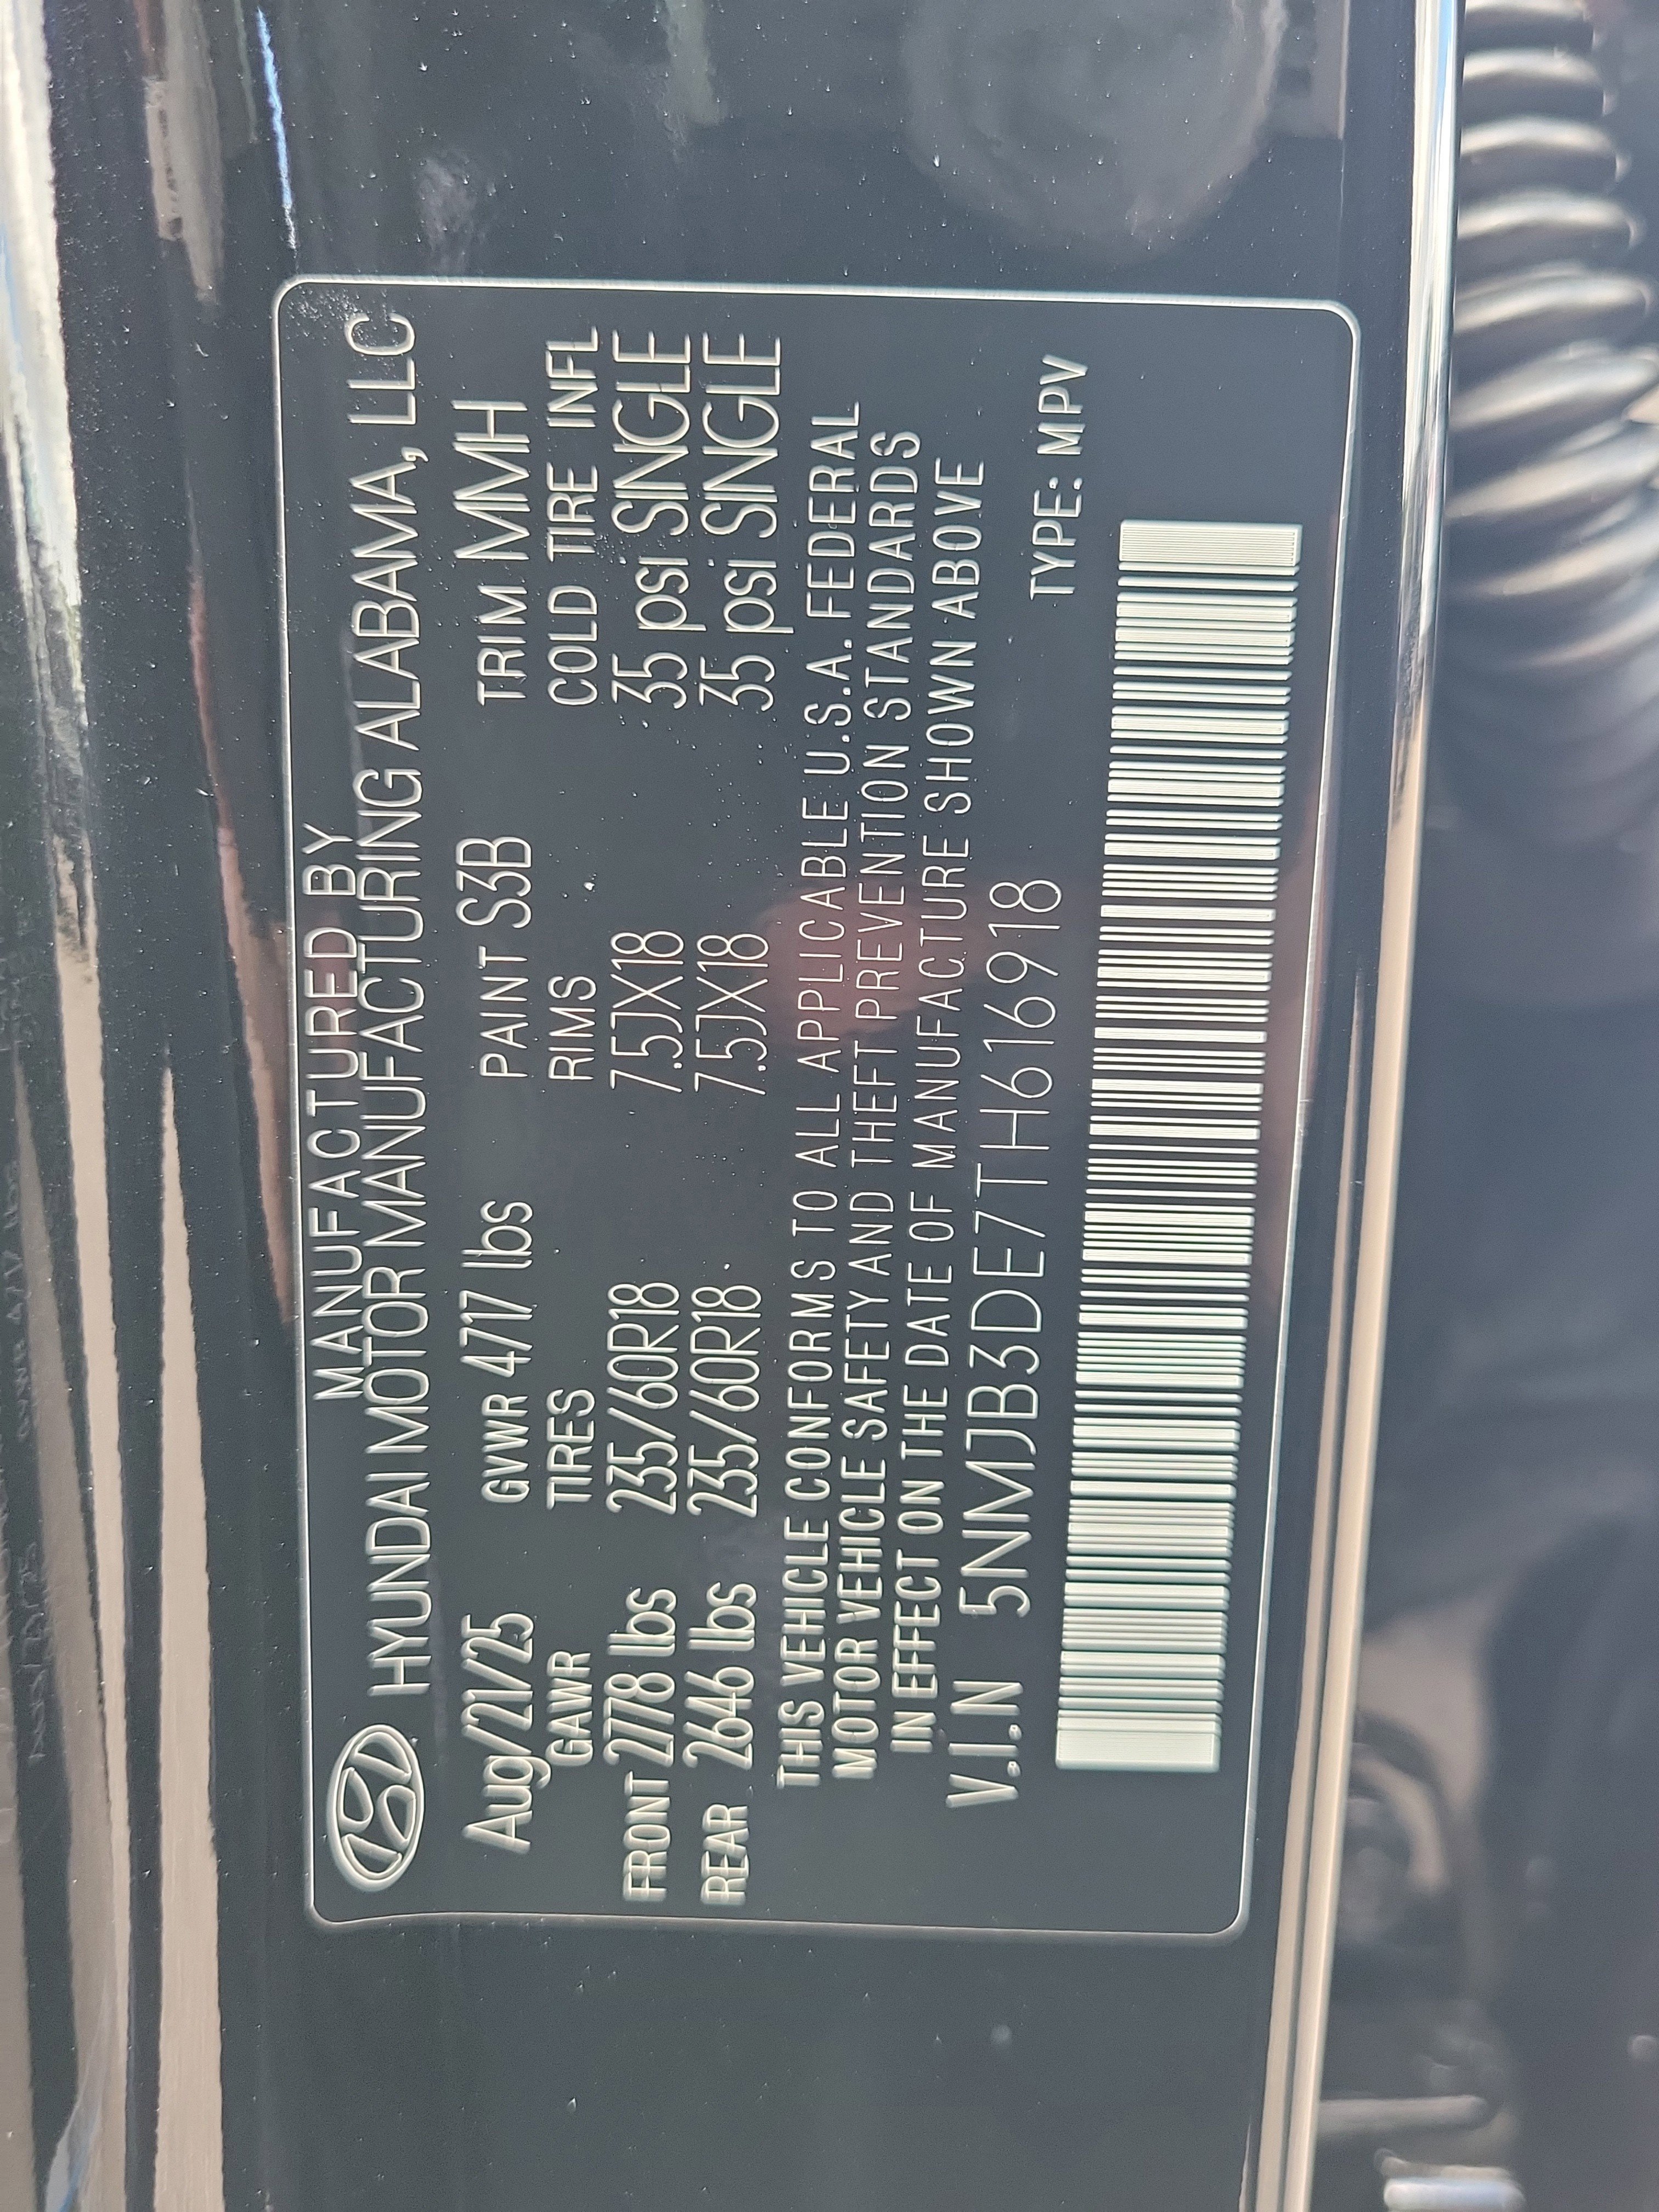 MANUFACTURED BY
HYUNDAI MOTOR MANUFACTURING ALABAMA, LLC
Aug/21/25 GVWR 4717 lbs PAINT S3B TRIM MMH
GAWR TIRES RIMS COLD TIRE INFL
FRONT 2778 lbs 235/60R18 7.5JX18 35 psi SINGLE
REAR 2646 lbs 235/60R18 7.5JX18 35 psi SINGLE
THIS VEHICLE CONFORMS TO ALL APPLICABLE U.S.A. FEDERAL
MOTOR VEHICLE SAFETY AND THEFT PREVENTION STANDARDS
IN EFFECT ON THE DATE OF MANUFACTURE SHOWN ABOVE
V.I.N 5NMJB3DE7TH616918 TYPE: MPV